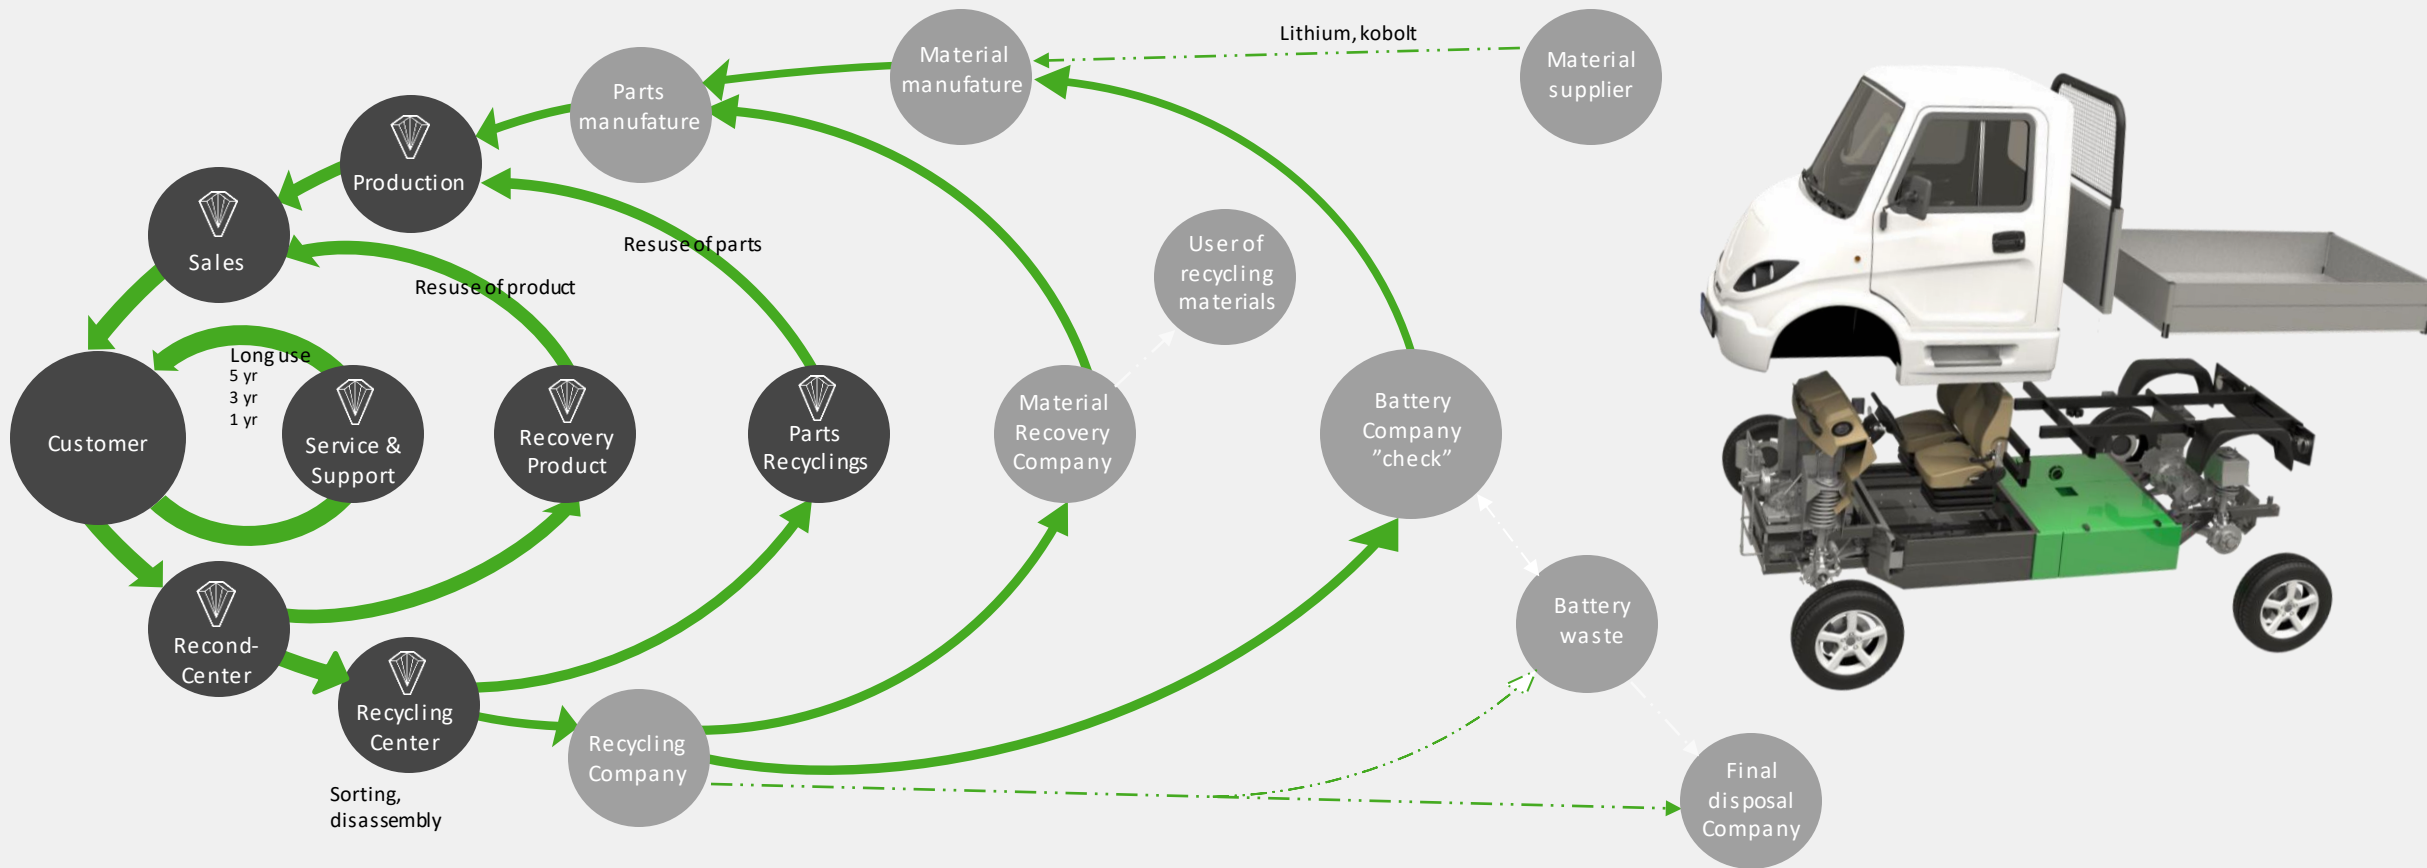 Lithium, kobolt
Material
manufature
Material
supplier
Parts
manufature
Production
Sales
Resuse of parts
Resuse of product
User of
recycling
materials
Long use
5 yr
3 yr
1 yr
Customer
Service &
Support
Recovery
Product
Parts
Recyclings
Material
Recovery
Company
Battery
Company
”check”
Battery
waste
Recond-
Center
Recycling
Center
Recycling
Company
Sorting,
disassembly
Final
disposal
Company